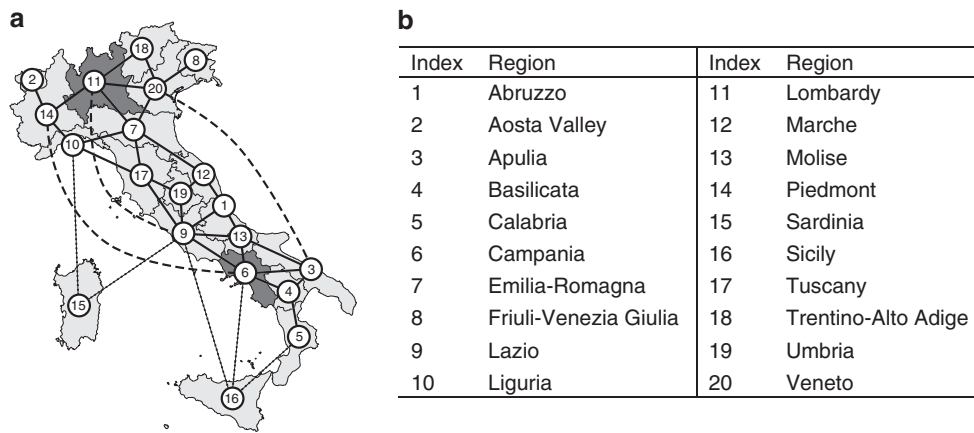 a
18
8
2
11
20
14
7
10
17
12
19
1
9
13
6
3
4
15
5
16
b
Index Region Index Region
1 Abruzzo 11 Lombardy
2 Aosta Valley 12 Marche
3 Apulia 13 Molise
4 Basilicata 14 Piedmont
5 Calabria 15 Sardinia
6 Campania 16 Sicily
7 Emilia-Romagna 17 Tuscany
8 Friuli-Venezia Giulia 18 Trentino-Alto Adige
9 Lazio 19 Umbria
10 Liguria 20 Veneto